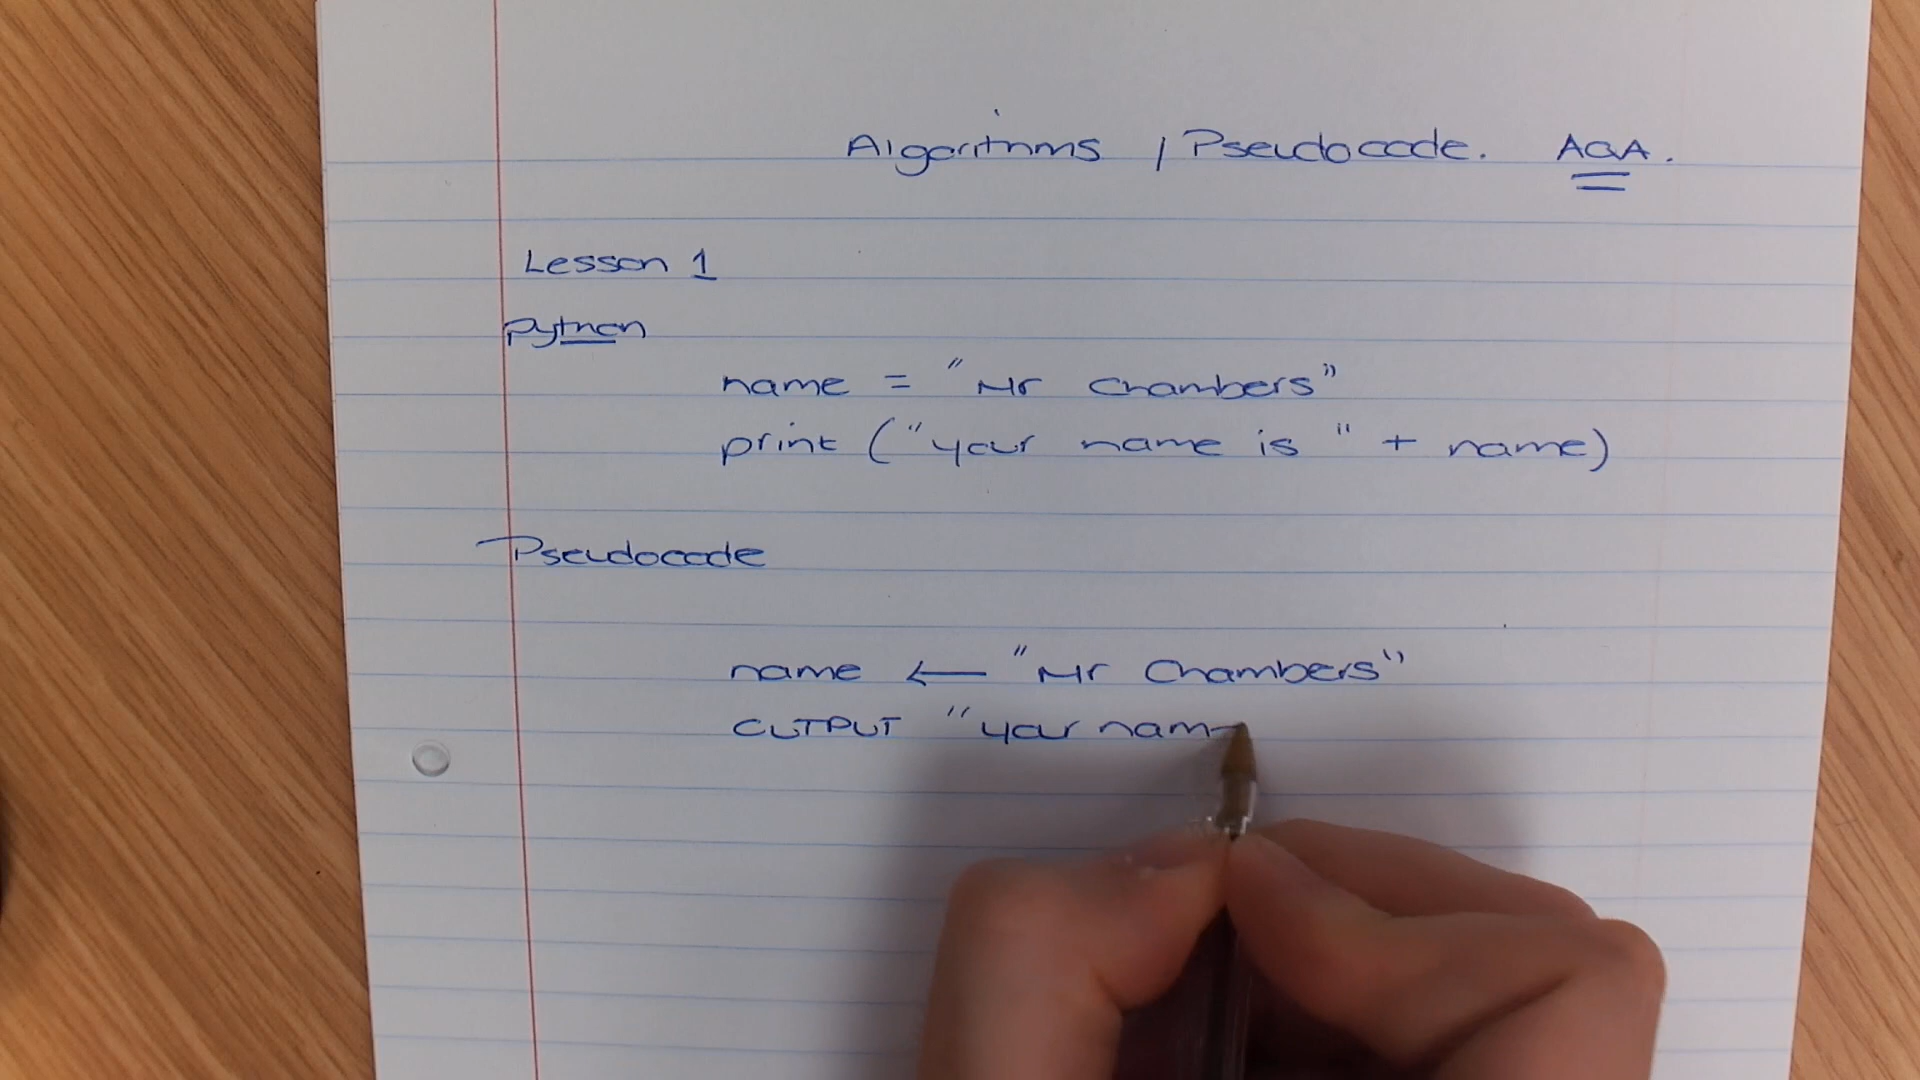 Algorithms / Pseudocode. AQA.
Lesson 1
Python
name = "Mr Chambers"
print ("your name is " + name)
Pseudocode
name ← "Mr Chambers"
OUTPUT "your nam